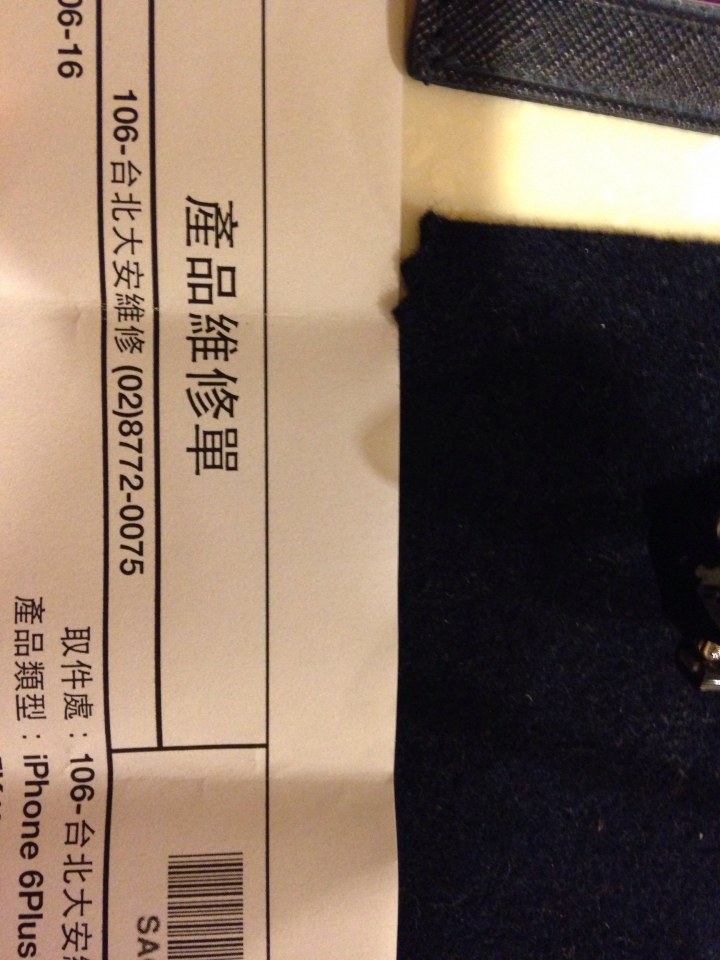 產品維修單
SA
106-台北大安維修 (02)8772-0075
06-16
取件處：106-台北大安
產品類型：iPhone 6Plus